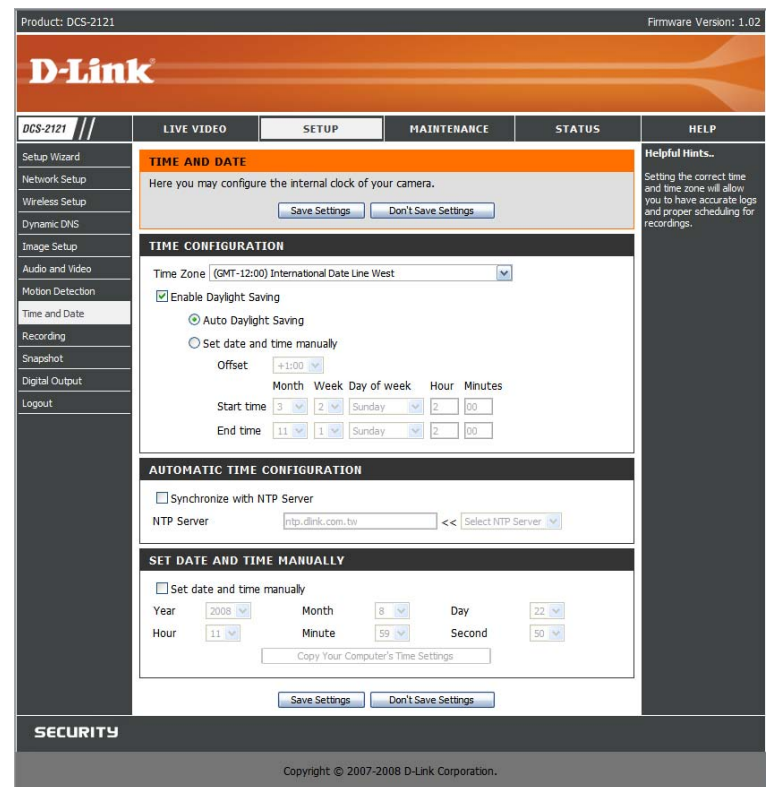 Product: DCS-2121 Firmware Version: 1.02
D-Link
DCS-2121 // LIVE VIDEO SETUP MAINTENANCE STATUS HELP
Setup Wizard
Network Setup
Wireless Setup
Dynamic DNS
Image Setup
Audio and Video
Motion Detection
Time and Date
Recording
Snapshot
Digital Output
Logout
TIME AND DATE
Here you may configure the internal clock of your camera.
Save Settings Don't Save Settings
TIME CONFIGURATION
Time Zone (GMT-12:00) International Date Line West
Enable Daylight Saving
Auto Daylight Saving
Set date and time manually
Offset +1:00
Month Week Day of week Hour Minutes
Start time 3 2 Sunday 2 00
End time 11 1 Sunday 2 00
AUTOMATIC TIME CONFIGURATION
Synchronize with NTP Server
NTP Server ntp.dlink.com.tw << Select NTP Server
SET DATE AND TIME MANUALLY
Set date and time manually
Year 2008 Month 8 Day 22
Hour 11 Minute 59 Second 50
Copy Your Computer's Time Settings
Save Settings Don't Save Settings
Helpful Hints..
Setting the correct time
and time zone will allow
you to have accurate logs
and proper scheduling for
recordings.
SECURITY
Copyright © 2007-2008 D-Link Corporation.